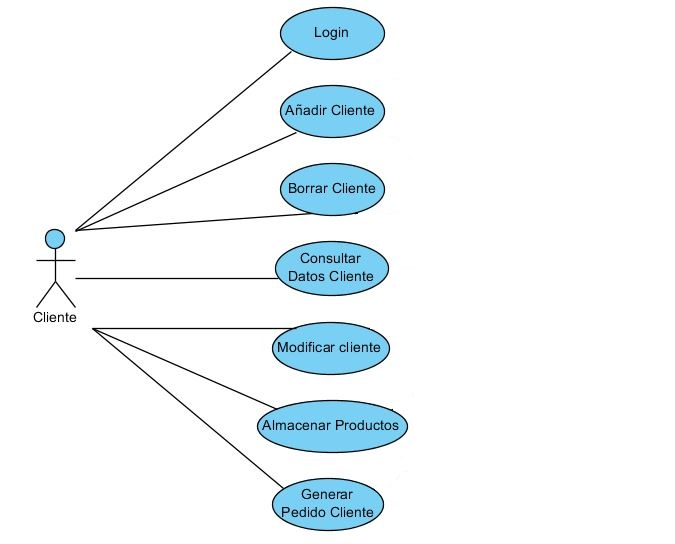 Login
Añadir Cliente
Borrar Cliente
Consultar
Datos Cliente
Cliente
Modificar cliente
Almacenar Productos
Generar
Pedido Cliente